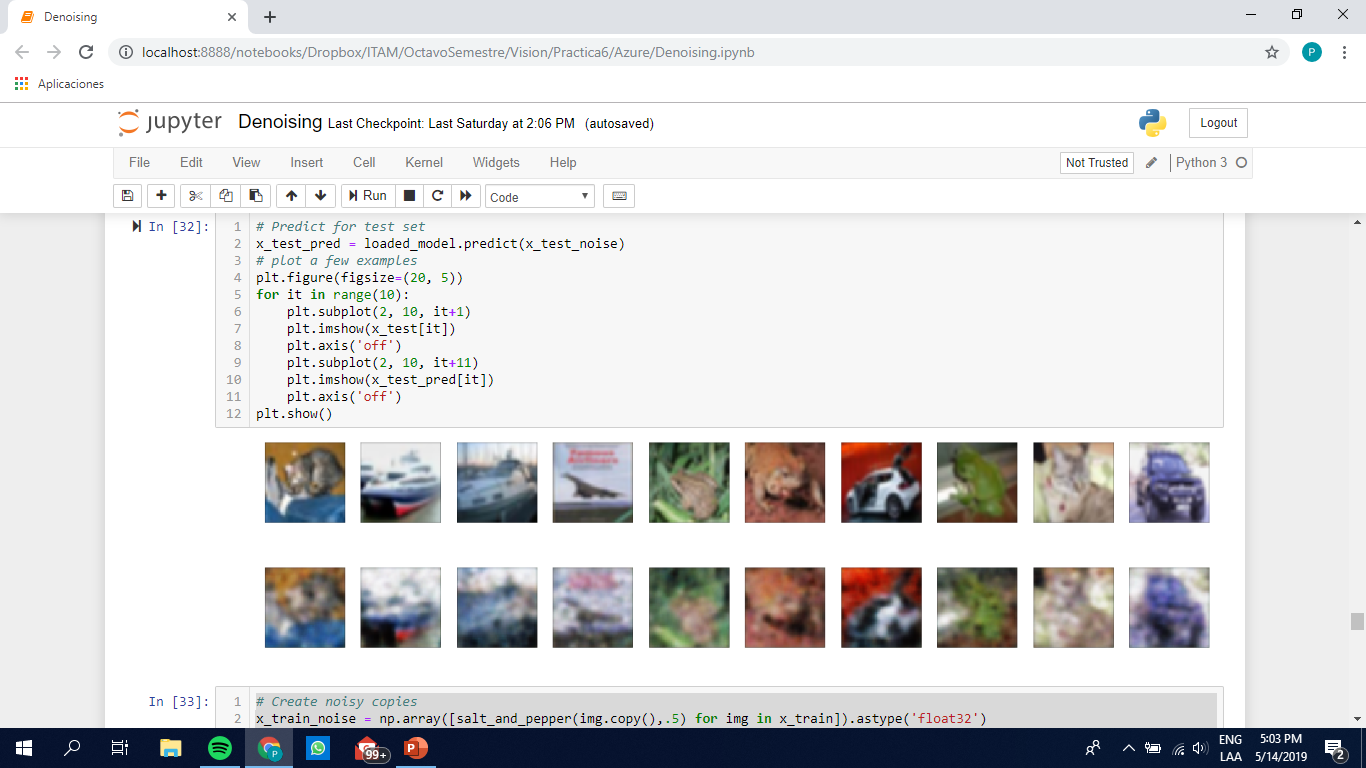 Denoising
localhost:8888/notebooks/Dropbox/ITAM/OctavoSemestre/Vision/Practica6/Azure/Denoising.ipynb
P
Aplicaciones
jupyter Denoising Last Checkpoint: Last Saturday at 2:06 PM (autosaved)
Logout
File Edit View Insert Cell Kernel Widgets Help
Not Trusted Python 3
Run Code
In [32]:
1 # Predict for test set
2 x_test_pred = loaded_model.predict(x_test_noise)
3 # plot a few examples
4 plt.figure(figsize=(20, 5))
5 for it in range(10):
6     plt.subplot(2, 10, it+1)
7     plt.imshow(x_test[it])
8     plt.axis('off')
9     plt.subplot(2, 10, it+11)
10     plt.imshow(x_test_pred[it])
11     plt.axis('off')
12 plt.show()
Famous
Airliners
In [33]:
1 # Create noisy copies
2 x_train_noise = np.array([salt_and_pepper(img.copy(),.5) for img in x_train]).astype('float32')
P
99+
P
ENG
LAA
5:03 PM
5/14/2019
2